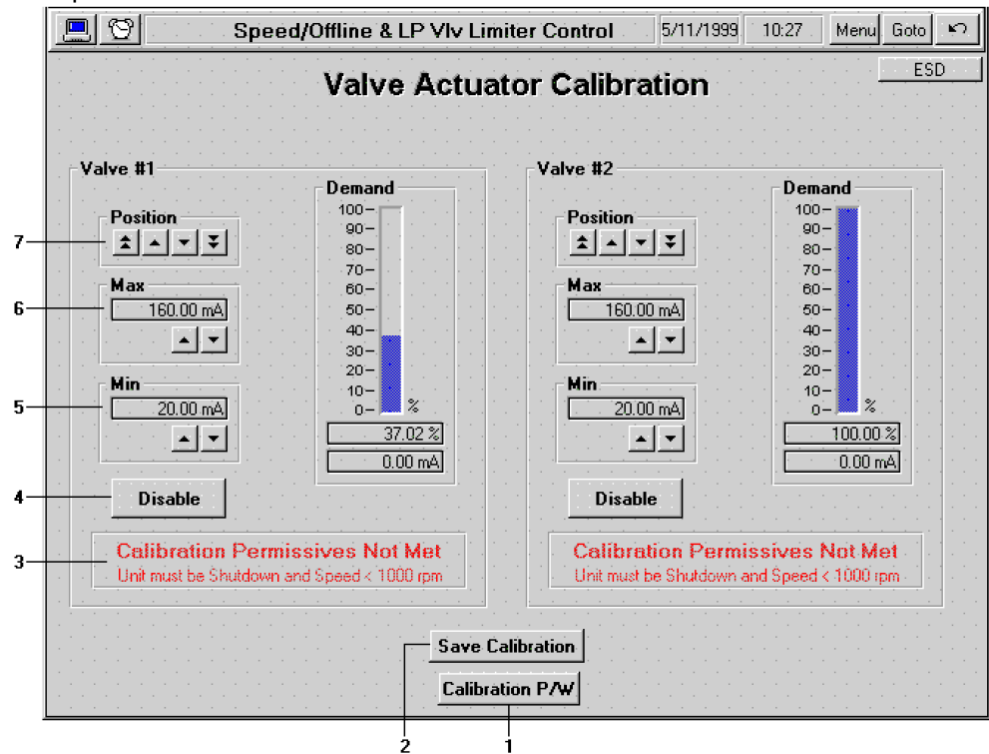 Speed/Offline & LP Vlv Limiter Control 5/11/1999 10:27 Menu Goto
ESD
Valve Actuator Calibration
Valve #1
Demand
100
90
80
70
60
50
40
30
20
10
0
%
37.02 %
0.00 mA
7
Position
6
Max
160.00 mA
5
Min
20.00 mA
4
Disable
3
Calibration Permissives Not Met
Unit must be Shutdown and Speed < 1000 rpm
Valve #2
Demand
100
90
80
70
60
50
40
30
20
10
0
%
100.00 %
0.00 mA
Position
Max
160.00 mA
Min
20.00 mA
Disable
Calibration Permissives Not Met
Unit must be Shutdown and Speed < 1000 rpm
Save Calibration
Calibration P/W
2
1